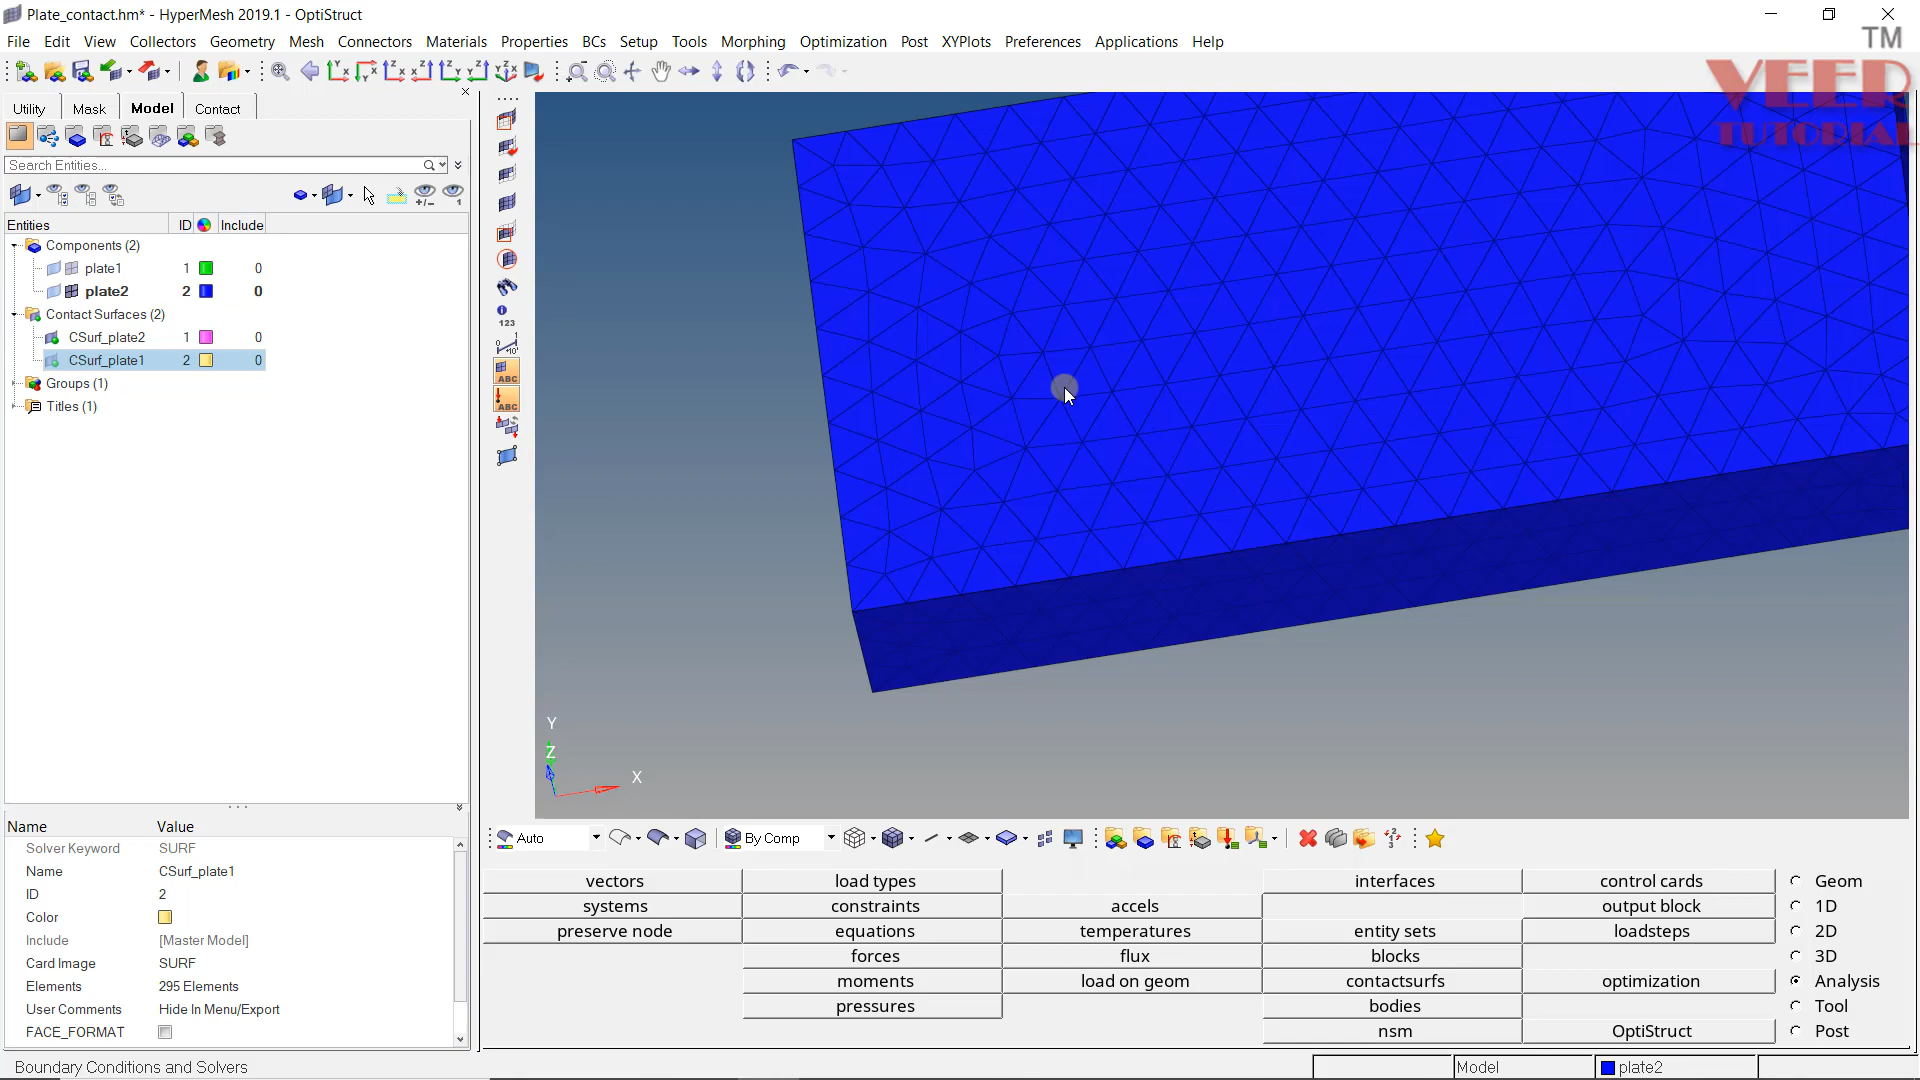 Plate_contact.hm* - HyperMesh 2019.1 - OptiStruct
TM
File Edit View Collectors Geometry Mesh Connectors Materials Properties BCs Setup Tools Morphing Optimization Post XYPlots Preferences Applications Help
VEER
TUTORIAL
Utility Mask Model Contact
Search Entities...
Entities ID Include
Components (2)
plate1 1 0
plate2 2 0
Contact Surfaces (2)
CSurf_plate2 1 0
CSurf_plate1 2 0
Groups (1)
Titles (1)
123
ABC
ABC
Y
Z
X
Name Value
Solver Keyword SURF
Name CSurf_plate1
ID 2
Color
Include [Master Model]
Card Image SURF
Elements 295 Elements
User Comments Hide In Menu/Export
FACE_FORMAT
Auto By Comp
vectors load types interfaces control cards Geom
systems constraints accels output block 1D
preserve node equations temperatures entity sets loadsteps 2D
forces flux blocks 3D
moments load on geom contactsurfs optimization Analysis
pressures bodies Tool
nsm OptiStruct Post
Boundary Conditions and Solvers Model plate2